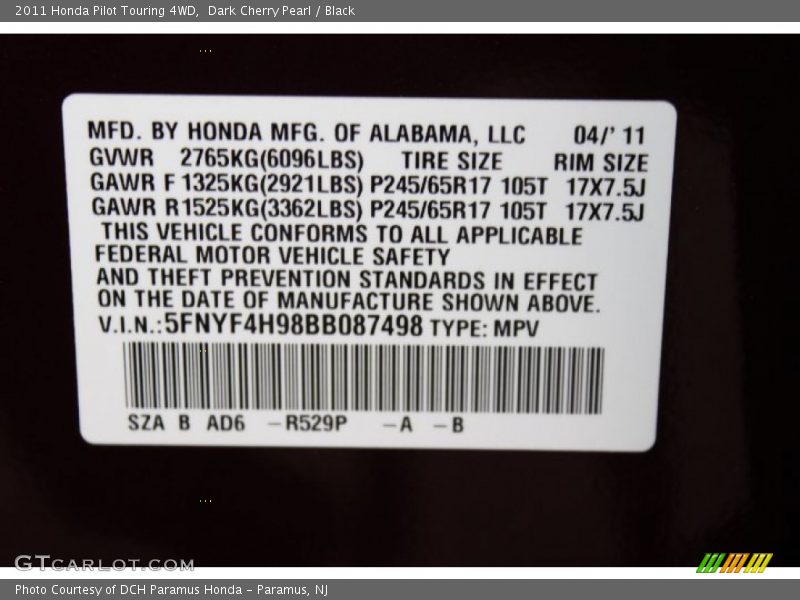 2011 Honda Pilot Touring 4WD,  Dark Cherry Pearl / Black
MFD. BY HONDA MFG. OF ALABAMA, LLC 04/' 11
GVWR 2765KG(6096LBS) TIRE SIZE RIM SIZE
GAWR F 1325KG(2921LBS) P245/65R17 105T 17X7.5J
GAWR R 1525KG(3362LBS) P245/65R17 105T 17X7.5J
THIS VEHICLE CONFORMS TO ALL APPLICABLE
FEDERAL MOTOR VEHICLE SAFETY
AND THEFT PREVENTION STANDARDS IN EFFECT
ON THE DATE OF MANUFACTURE SHOWN ABOVE.
V.I.N.:5FNYF4H98BB087498 TYPE: MPV
SZA B AD6 -R529P -A -B
GTCARLOT.COM
Photo Courtesy of DCH Paramus Honda - Paramus, NJ